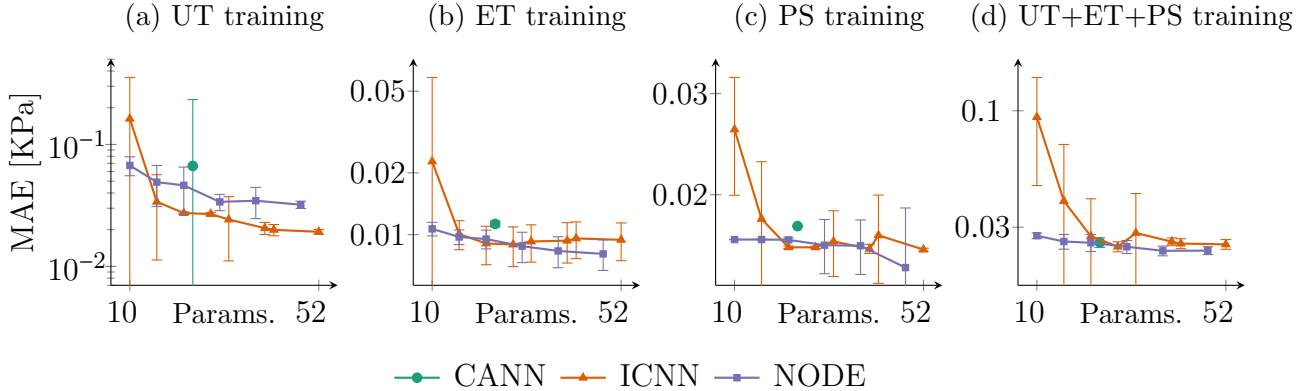 (a) UT training
(b) ET training
(c) PS training
(d) UT+ET+PS training
MAE [KPa]
10⁻¹
10⁻²
10 Params. 52
0.05
0.02
0.01
10 Params. 52
0.03
0.02
10 Params. 52
0.1
0.03
10 Params. 52
CANN ICNN NODE